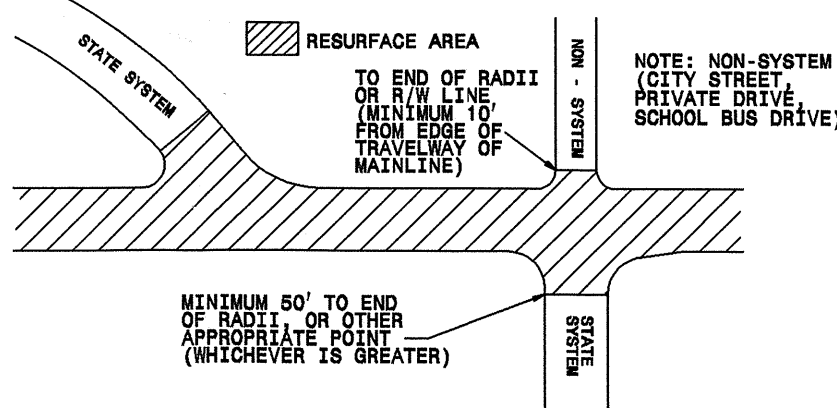 STATE SYSTEM
RESURFACE AREA
TO END OF RADII
OR R/W LINE
(MINIMUM 10'
FROM EDGE OF
TRAVELWAY OF
MAINLINE)
NON - SYSTEM
NOTE: NON-SYSTEM
(CITY STREET,
PRIVATE DRIVE,
SCHOOL BUS DRIVE)
MINIMUM 50' TO END
OF RADII, OR OTHER
APPROPRIATE POINT
(WHICHEVER IS GREATER)
STATE
SYSTEM